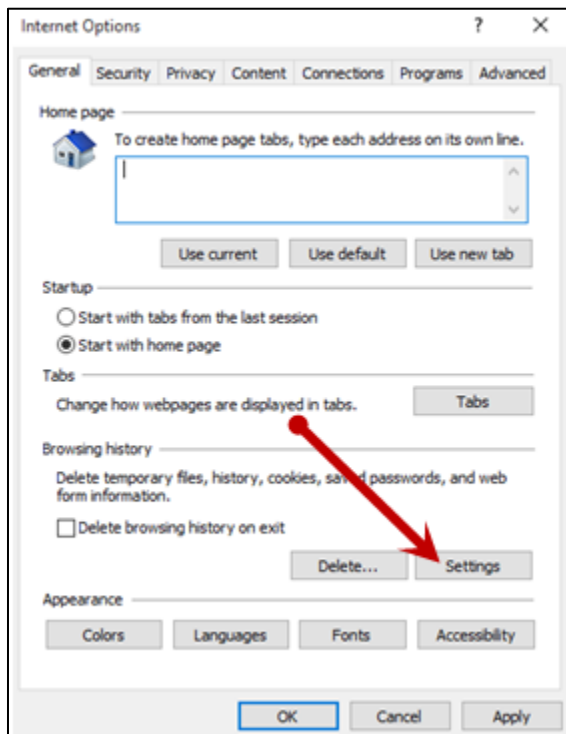 Internet Options ?
General Security Privacy Content Connections Programs Advanced
Home page
To create home page tabs, type each address on its own line.
Use current Use default Use new tab
Startup
Start with tabs from the last session
Start with home page
Tabs
Change how webpages are displayed in tabs. Tabs
Browsing history
Delete temporary files, history, cookies, saved passwords, and web
form information.
Delete browsing history on exit
Delete... Settings
Appearance
Colors Languages Fonts Accessibility
OK Cancel Apply